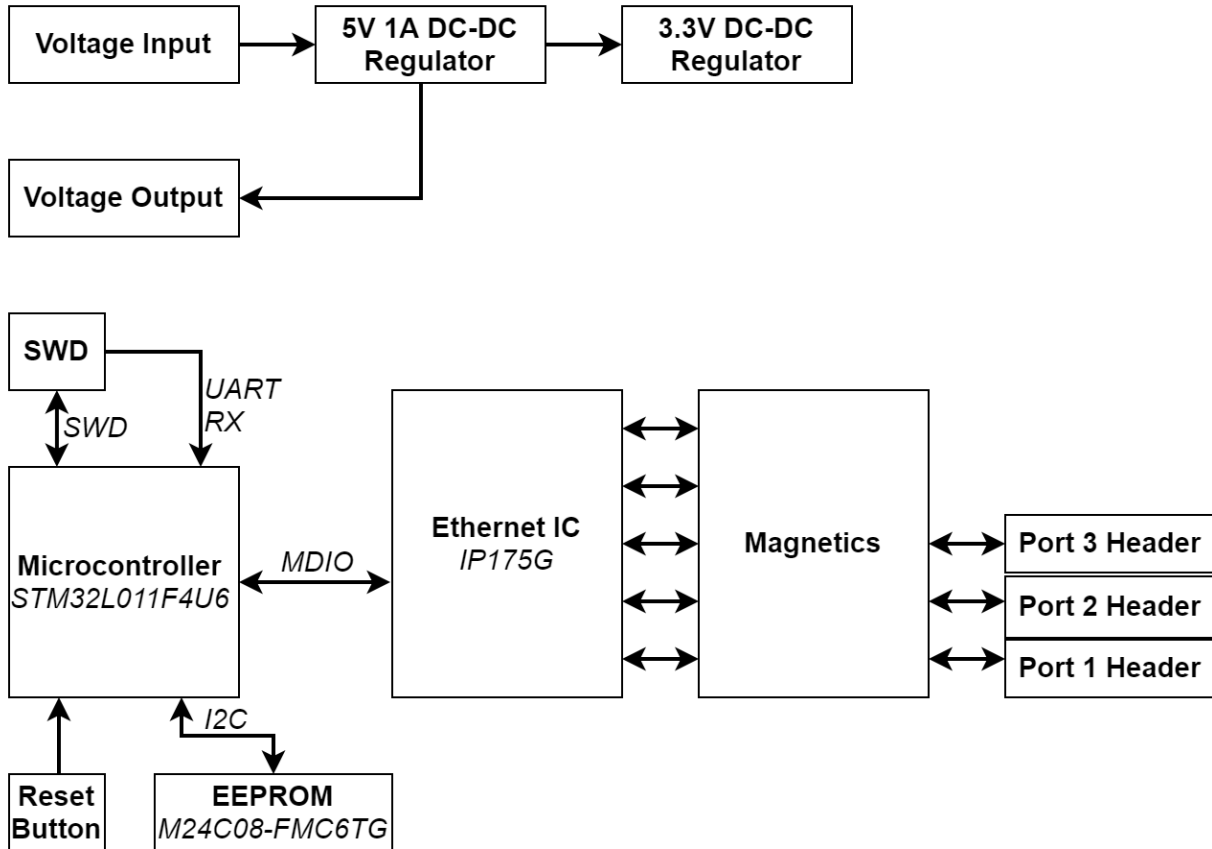 Voltage Input
5V 1A DC-DC
Regulator
3.3V DC-DC
Regulator
Voltage Output
SWD
UART
RX
SWD
Microcontroller
STM32L011F4U6
MDIO
Ethernet IC
IP175G
Magnetics
Port 3 Header
Port 2 Header
Port 1 Header
I2C
Reset
Button
EEPROM
M24C08-FMC6TG